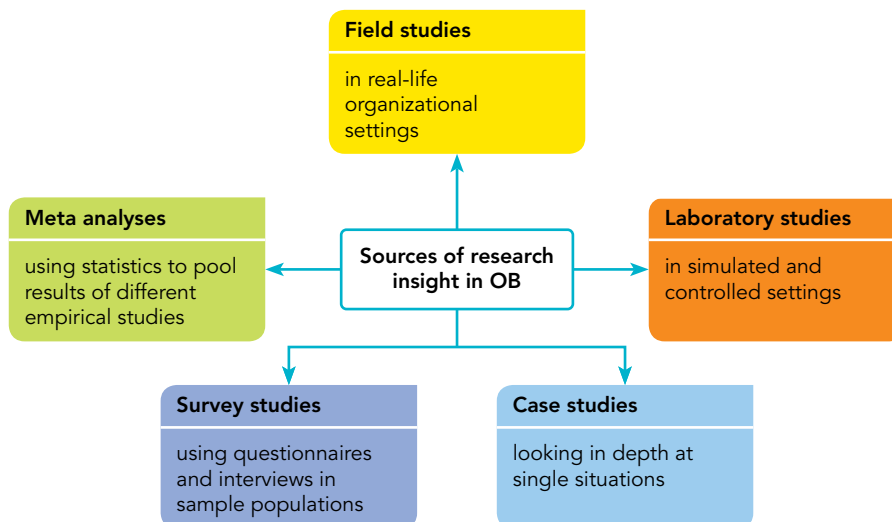 Field studies
in real-life
organizational
settings
Meta analyses
using statistics to pool
results of different
empirical studies
Sources of research
insight in OB
Laboratory studies
in simulated and
controlled settings
Survey studies
using questionnaires
and interviews in
sample populations
Case studies
looking in depth at
single situations